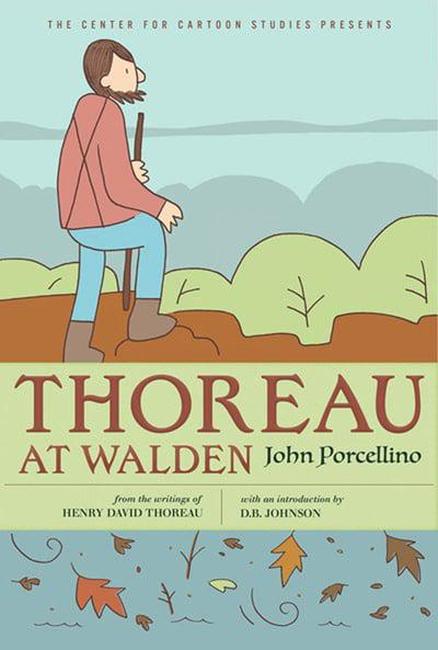 THE CENTER FOR CARTOON STUDIES PRESENTS
THOREAU
AT WALDEN John Porcellino
from the writings of
HENRY DAVID THOREAU
with an introduction by
D.B. JOHNSON